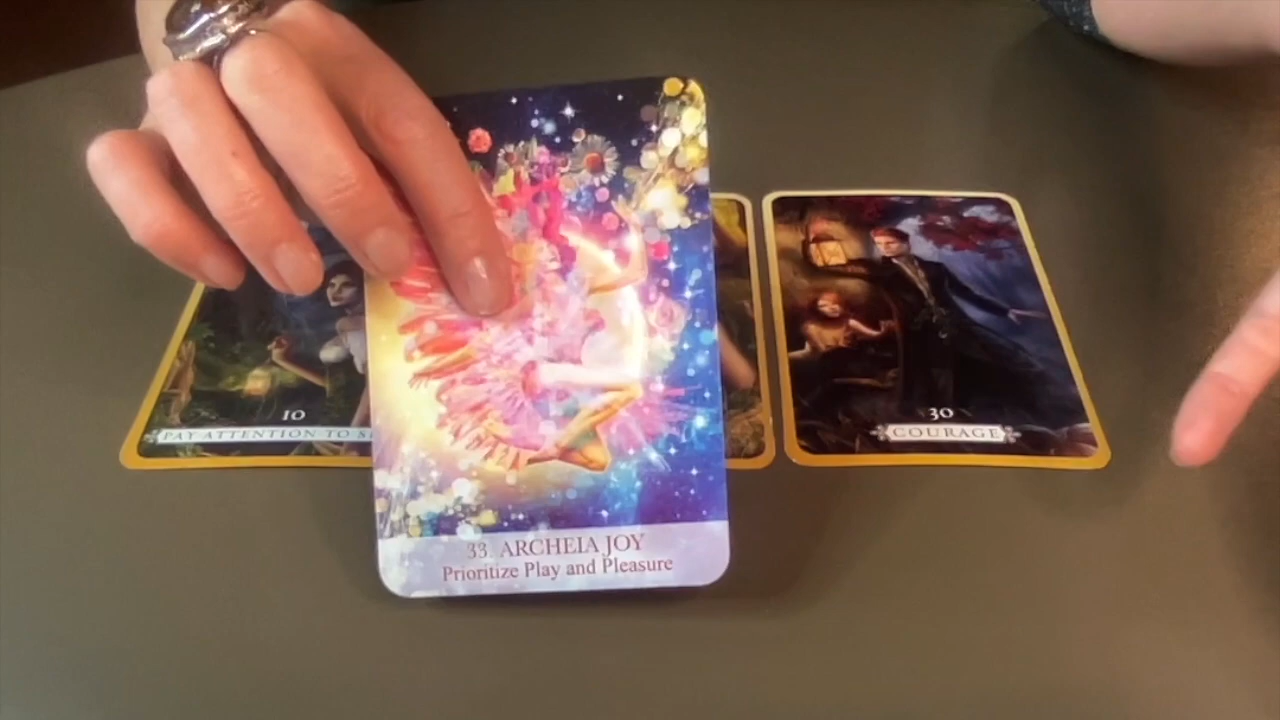 33. ARCHEIA JOY
Prioritize Play and Pleasure
10
PAY ATTENTION TO
30
COURAGE